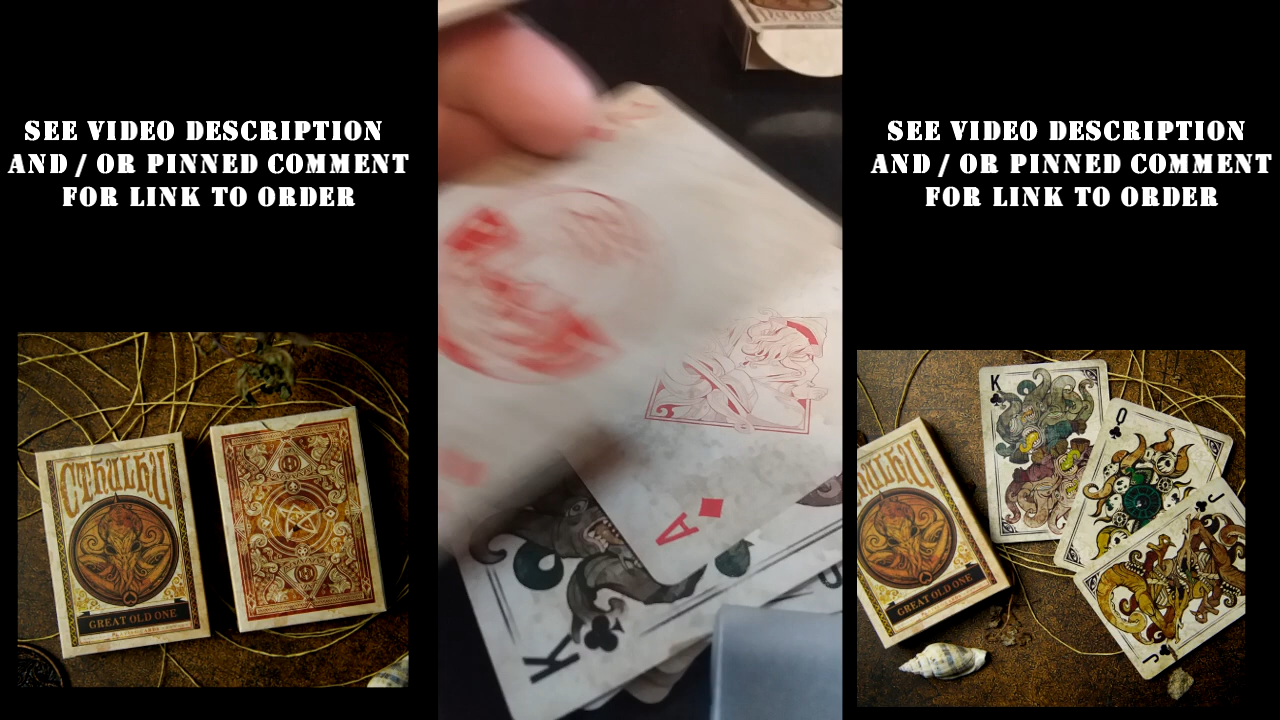 SEE VIDEO DESCRIPTION
AND / OR PINNED COMMENT
FOR LINK TO ORDER
SEE VIDEO DESCRIPTION
AND / OR PINNED COMMENT
FOR LINK TO ORDER
CTHULHU
GREAT OLD ONE
A
K
THULHU
GREAT OLD ONE
K
Q
J
J